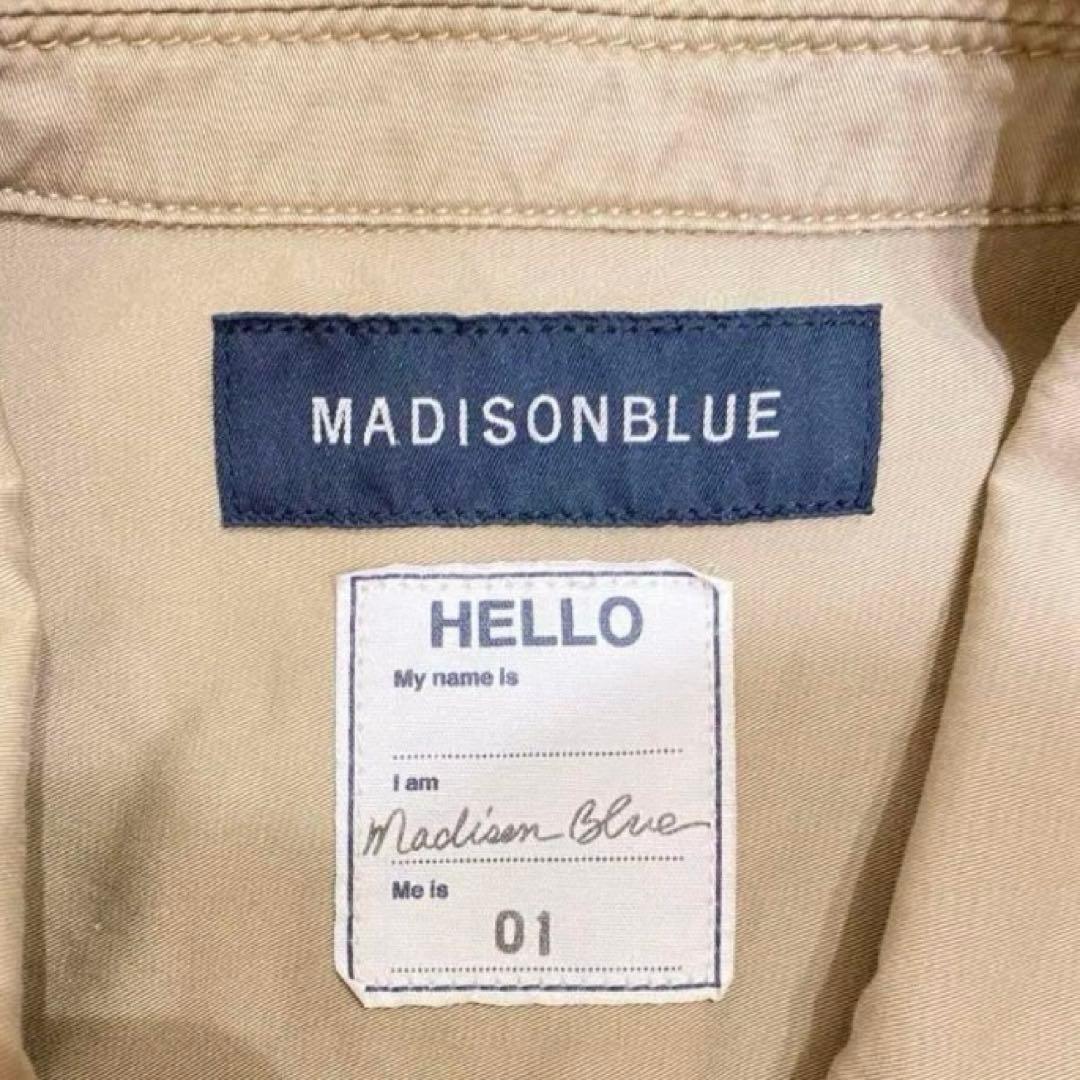 MADISONBLUE
HELLO
My name is
I am
Madison Blue
Me is
01